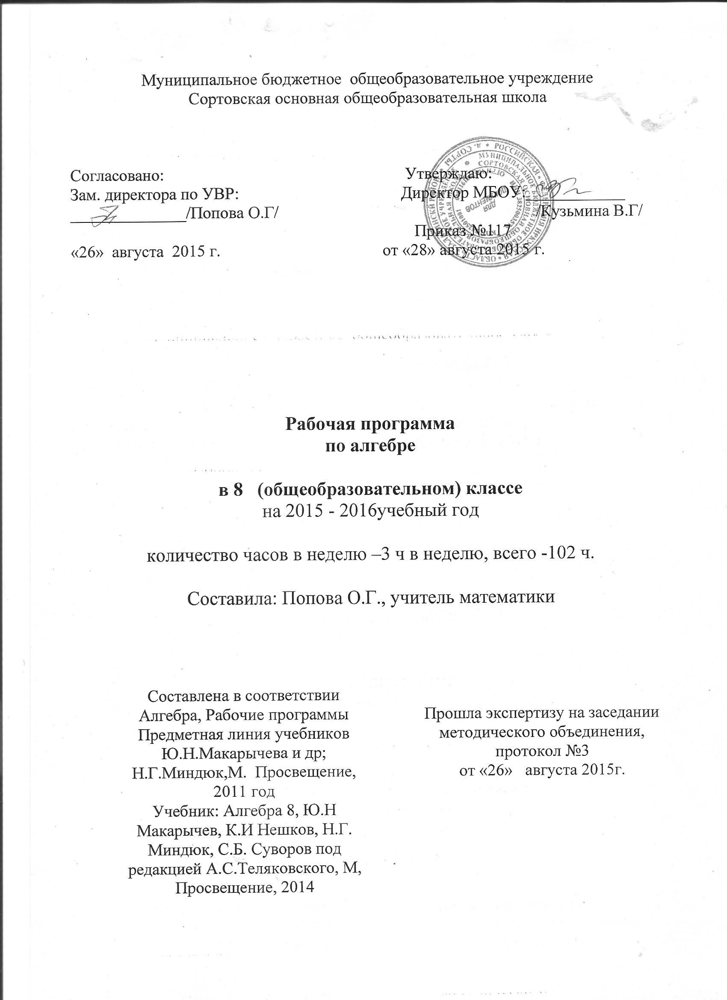 Муниципальное бюджетное  общеобразовательное учреждение
Сортовская основная общеобразовательная школа
Согласовано:
Зам. директора по УВР:
______________/Попова О.Г/
«26»  августа  2015 г.
Утверждаю:
Директор МБОУ:____________
/Кузьмина В.Г/
Приказ №117
от «28» августа 2015 г.
ДЛЯ
ДОКУМЕНТОВ
Рабочая программа
по алгебре
в 8   (общеобразовательном) классе
на 2015 - 2016учебный год
количество часов в неделю –3 ч в неделю, всего -102 ч.
Составила: Попова О.Г., учитель математики
Составлена в соответствии
Алгебра, Рабочие программы
Предметная линия учебников
Ю.Н.Макарычева и др;
Н.Г.Миндюк,М.  Просвещение,
2011 год
Учебник: Алгебра 8, Ю.Н
Макарычев, К.И Нешков, Н.Г.
Миндюк, С.Б. Суворов под
редакцией А.С.Теляковского, М,
Просвещение, 2014
Прошла экспертизу на заседании
методического объединения,
протокол №3
от «26»   августа 2015г.